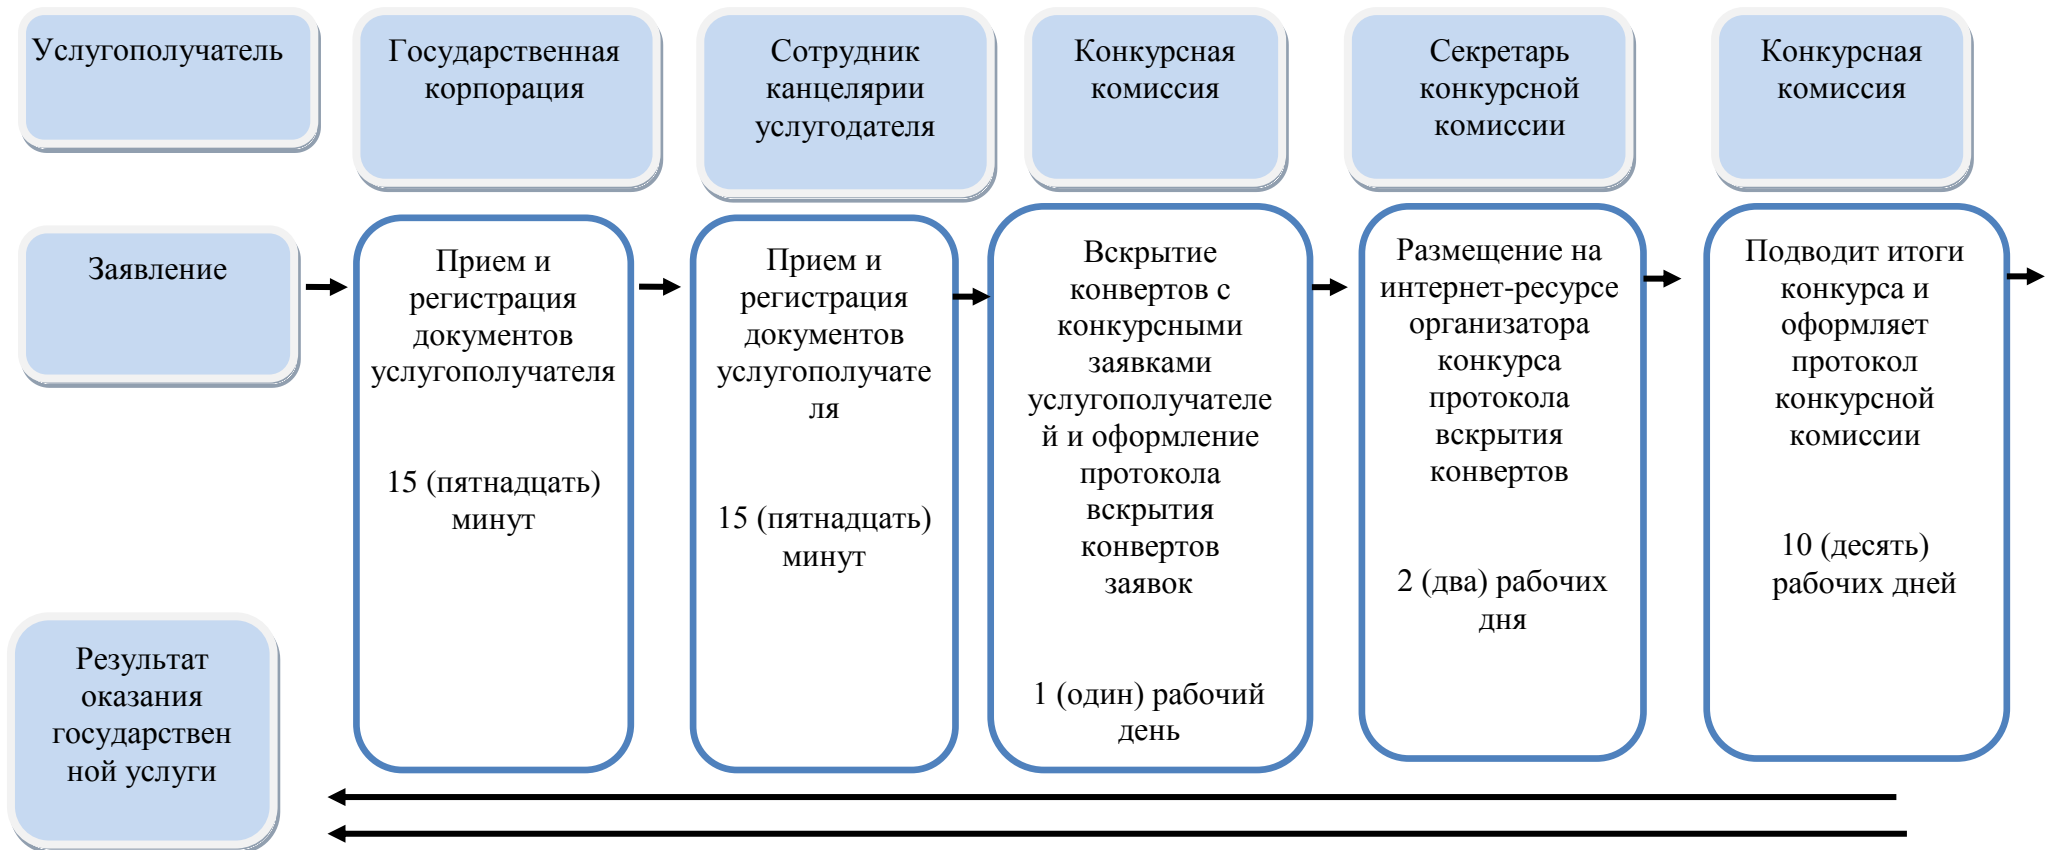 Услугополучатель
Государственная
корпорация
Сотрудник
канцелярии
услугодателя
Конкурсная
комиссия
Секретарь
конкурсной
комиссии
Конкурсная
комиссия
Заявление
Прием и
регистрация
документов
услугополучателя
15 (пятнадцать)
минут
Прием и
регистрация
документов
услугополучате
ля
15 (пятнадцать)
минут
Вскрытие
конвертов с
конкурсными
заявками
услугополучателе
й и оформление
протокола
вскрытия
конвертов
заявок
1 (один) рабочий
день
Размещение на
интернет-ресурсе
организатора
конкурса
протокола
вскрытия
конвертов
2 (два) рабочих
дня
Подводит итоги
конкурса и
оформляет
протокол
конкурсной
комиссии
10 (десять)
рабочих дней
Результат
оказания
государствен
ной услуги